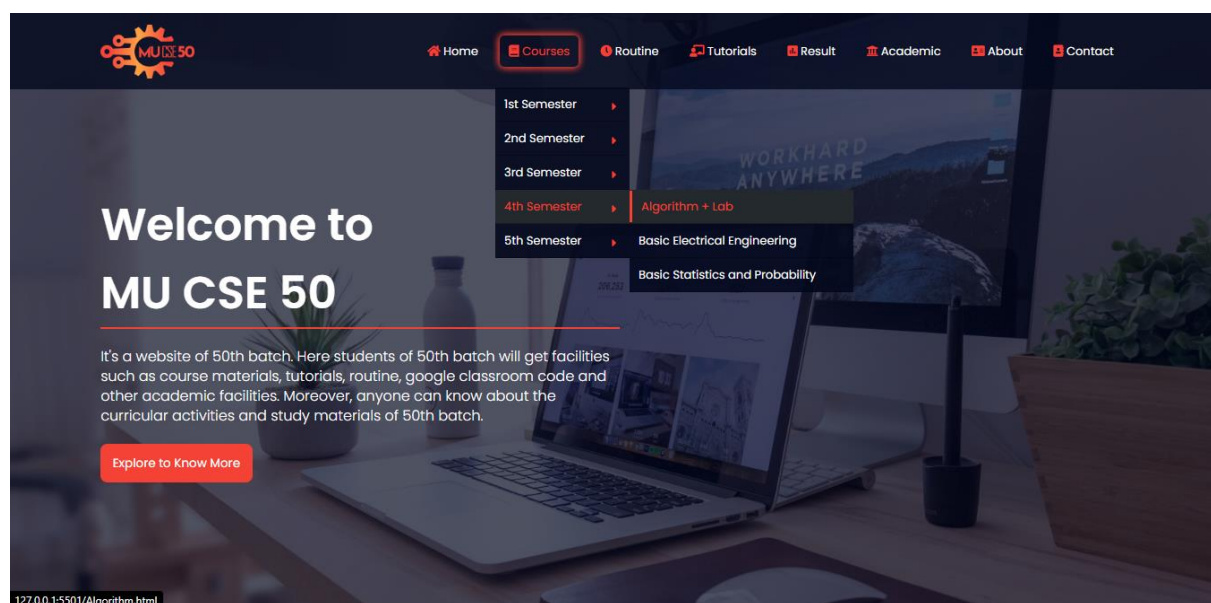 MU CSE 50
Home Courses Routine Tutorials Result Academic About Contact
1st Semester
2nd Semester
3rd Semester
4th Semester
5th Semester
Algorithm + Lab
Basic Electrical Engineering
Basic Statistics and Probability
WORKHARD
ANYWHERE
Welcome to
MU CSE 50
It's a website of 50th batch. Here students of 50th batch will get facilities
such as course materials, tutorials, routine, google classroom code and
other academic facilities. Moreover, anyone can know about the
curricular activities and study materials of 50th batch.
Explore to Know More
206,252
127.0.0.1:5501/Algorithm.html